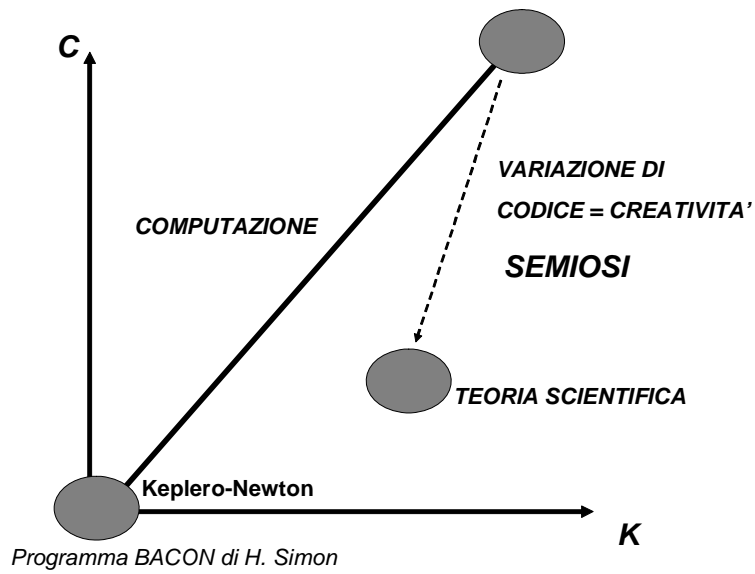 C
VARIAZIONE DI
CODICE = CREATIVITA’
COMPUTAZIONE
SEMIOSI
TEORIA SCIENTIFICA
Keplero-Newton
K
Programma BACON di H. Simon